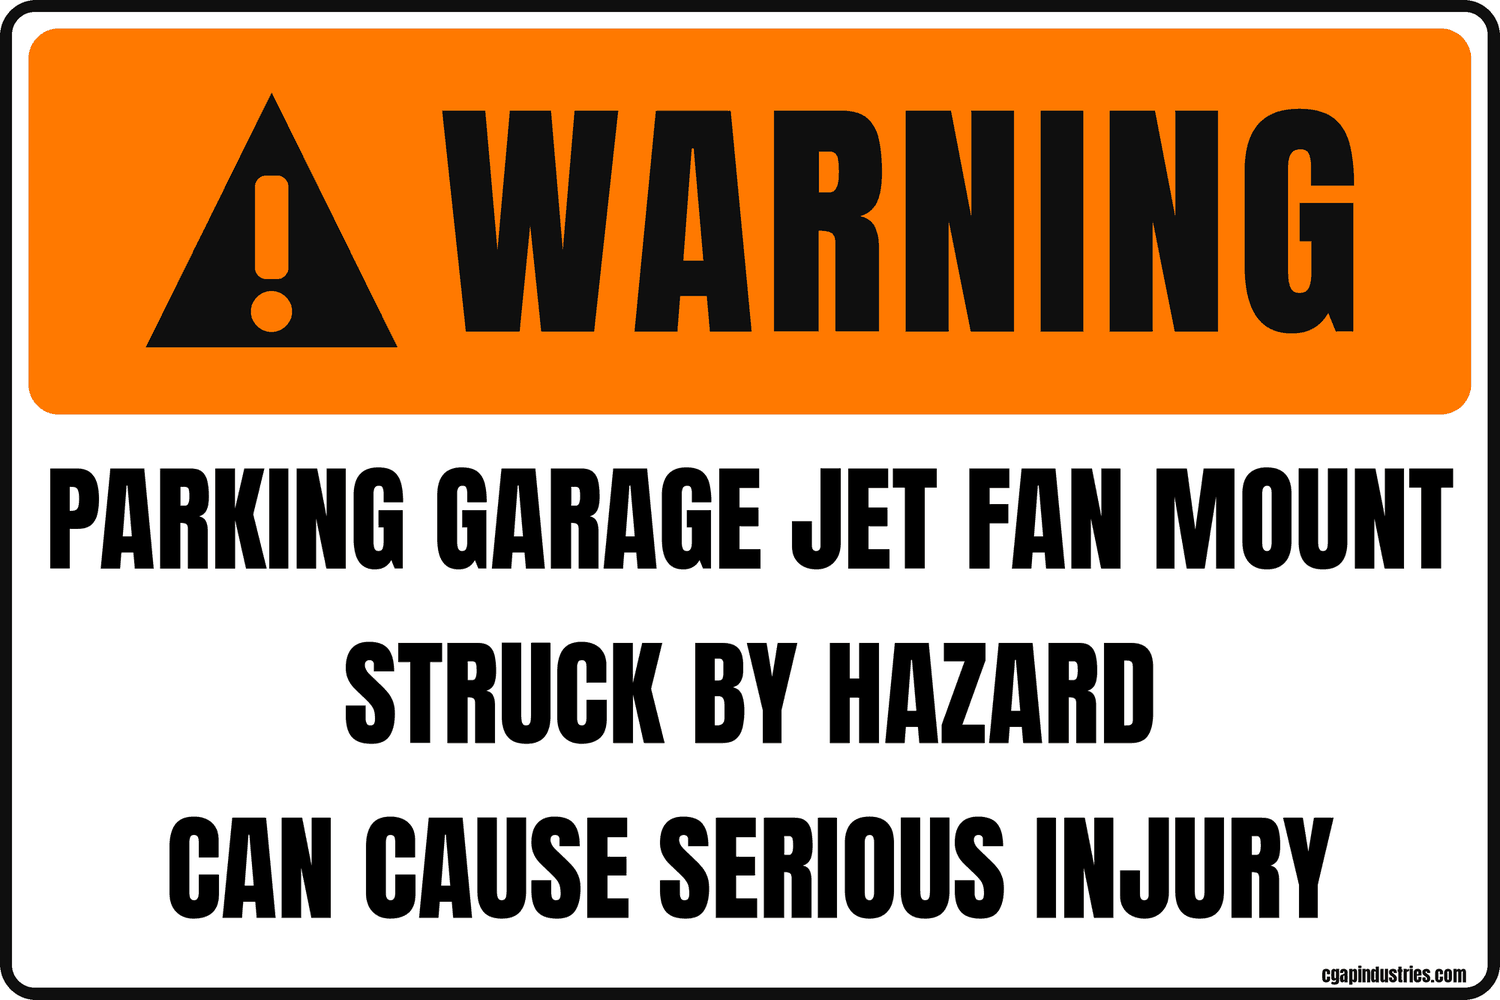 WARNING
PARKING GARAGE JET FAN MOUNT
STRUCK BY HAZARD
CAN CAUSE SERIOUS INJURY
cgapindustries.com